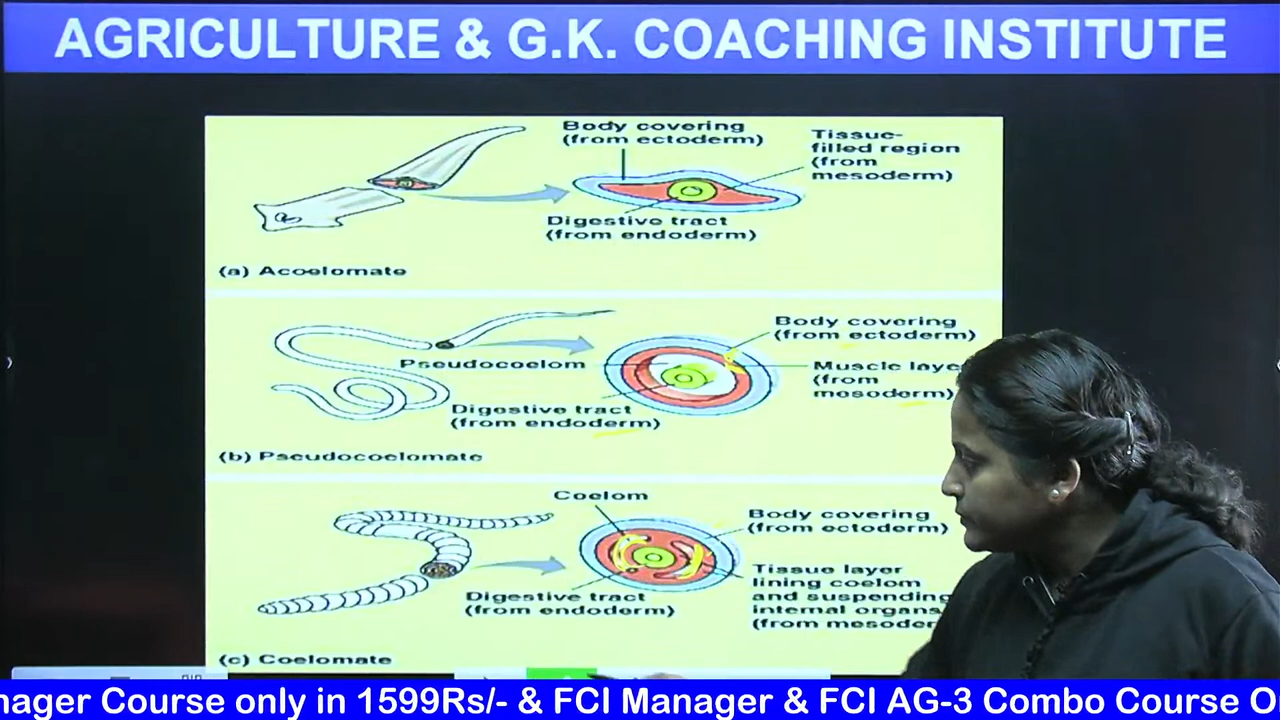 AGRICULTURE & G.K. COACHING INSTITUTE
Body covering
(from ectoderm)
Tissue-
filled region
(from
mesoderm)
Digestive tract
(from endoderm)
(a) Acoelomate
Body covering
(from ectoderm)
Pseudocoelom
Muscle laye
(from
mesoderm)
Digestive tract
(from endoderm)
(b) Pseudocoelomate
Coelom
Body covering
(from ectoderm)
Tissue layer
lining coelom
and suspending
internal organs
(from mesoder
Digestive tract
(from endoderm)
(c) Coelomate
nager Course only in 1599Rs/- & FCI Manager & FCI AG-3 Combo Course O